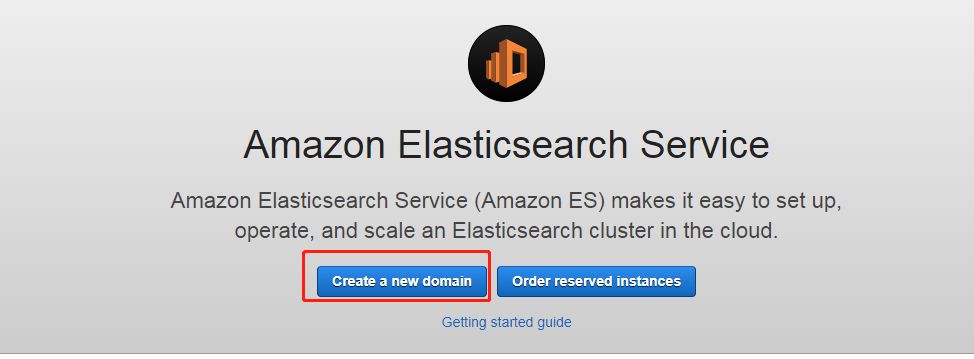 Amazon Elasticsearch Service
Amazon Elasticsearch Service (Amazon ES) makes it easy to set up,
operate, and scale an Elasticsearch cluster in the cloud.
Create a new domain Order reserved instances
Getting started guide